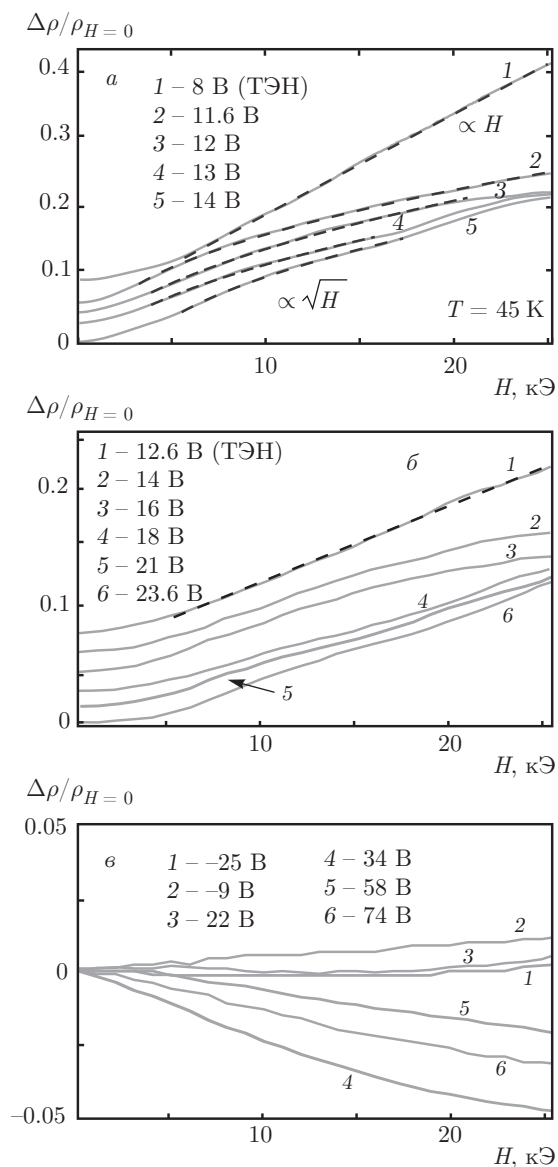 Δρ/ρ_{H = 0}
0.4
0.3
0.2
0.1
0
а
1 – 8 В (ТЭН)
2 – 11.6 В
3 – 12 В
4 – 13 В
5 – 14 В
1
∝ H
2
3
4
5
∝ √H
T = 45 K
10
20
H, кЭ
Δρ/ρ_{H = 0}
0.2
0.1
0
1 – 12.6 В (ТЭН)
2 – 14 В
3 – 16 В
4 – 18 В
5 – 21 В
6 – 23.6 В
б
1
2
3
4
6
5
10
20
H, кЭ
Δρ/ρ_{H = 0}
0.05
0
–0.05
в
1 – –25 В
2 – –9 В
3 – 22 В
4 – 34 В
5 – 58 В
6 – 74 В
2
3
1
5
6
4
10
20
H, кЭ